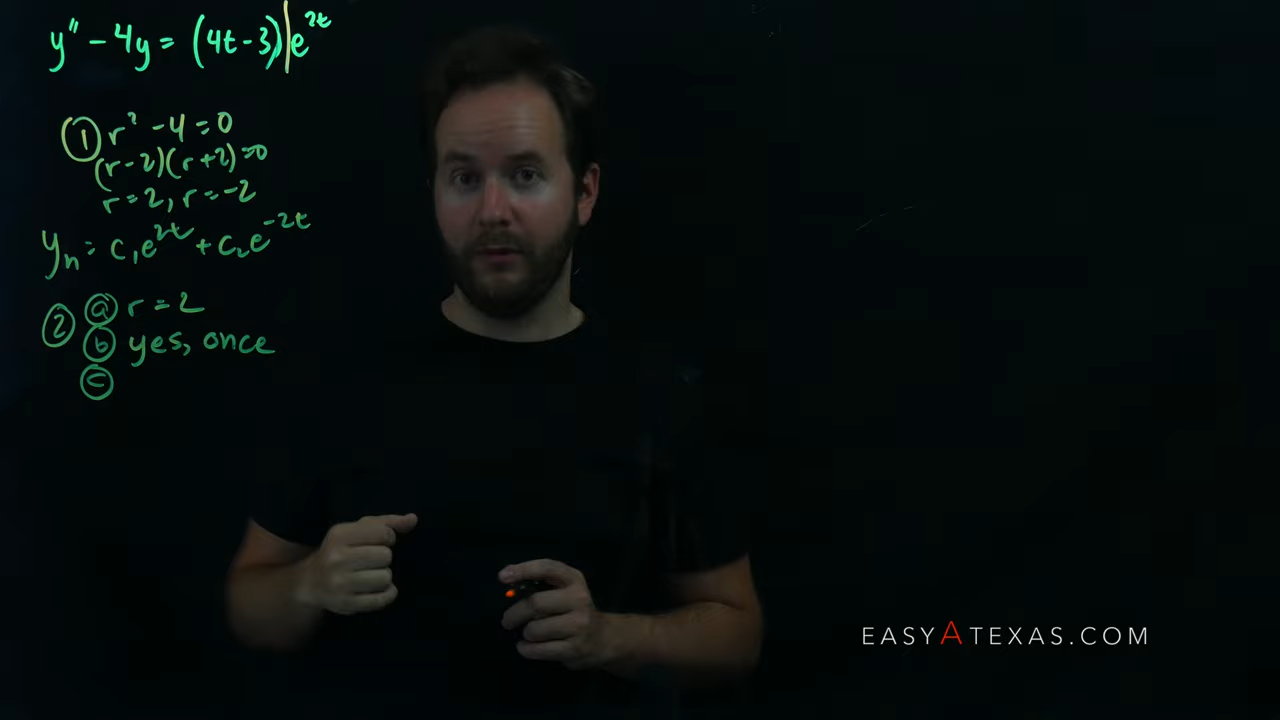 y'' - 4y = (4t - 3) | e^{2t}
① r² - 4 = 0
(r - 2)(r + 2) = 0
r = 2, r = -2
y_h = c₁e^{2t} + c₂e^{-2t}
② ⓐ r = 2
ⓑ yes, once
ⓒ
EASYATEXAS.COM